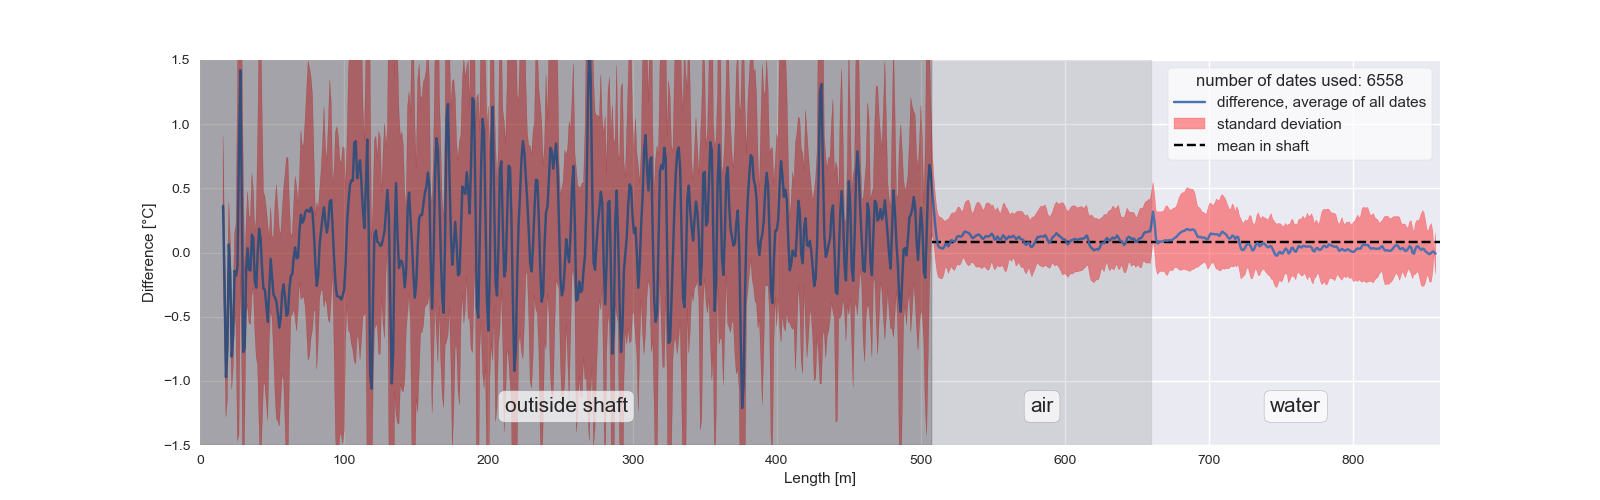 1.5
1.0
0.5
0.0
−0.5
−1.0
−1.5
Difference [°C]
number of dates used: 6558
difference, average of all dates
standard deviation
mean in shaft
outiside shaft
air
water
0 100 200 300 400 500 600 700 800
Length [m]